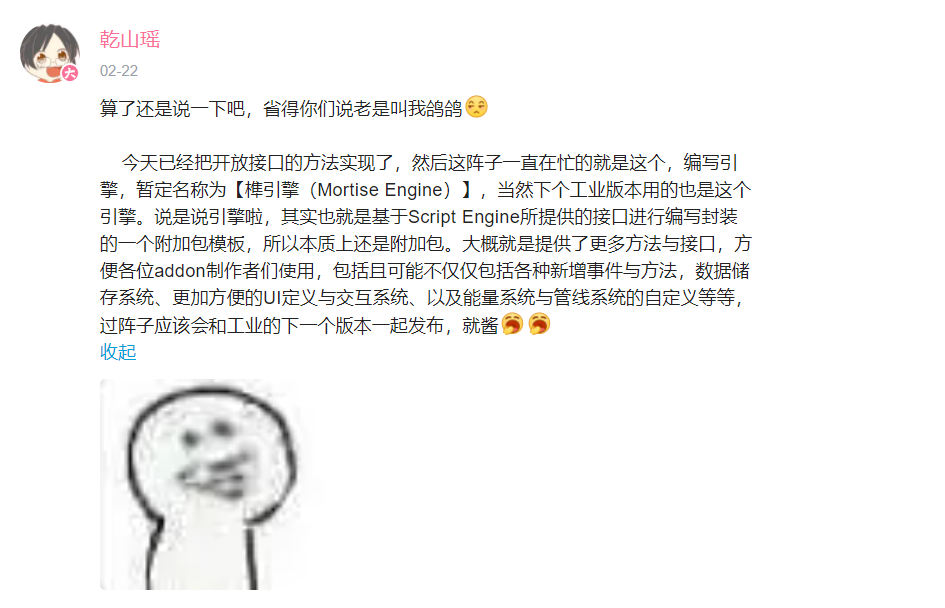 乾山瑶
大
02-22
算了还是说一下吧，省得你们说老是叫我鸽鸽
今天已经把开放接口的方法实现了，然后这阵子一直在忙的就是这个，编写引
擎，暂定名称为【榫引擎（Mortise Engine）】，当然下个工业版本用的也是这个
引擎。说是说引擎啦，其实也就是基于Script Engine所提供的接口进行编写封装
的一个附加包模板，所以本质上还是附加包。大概就是提供了更多方法与接口，方
便各位addon制作者们使用，包括且可能不仅仅包括各种新增事件与方法，数据储
存系统、更加方便的UI定义与交互系统、以及能量系统与管线系统的自定义等等，
过阵子应该会和工业的下一个版本一起发布，就酱
收起